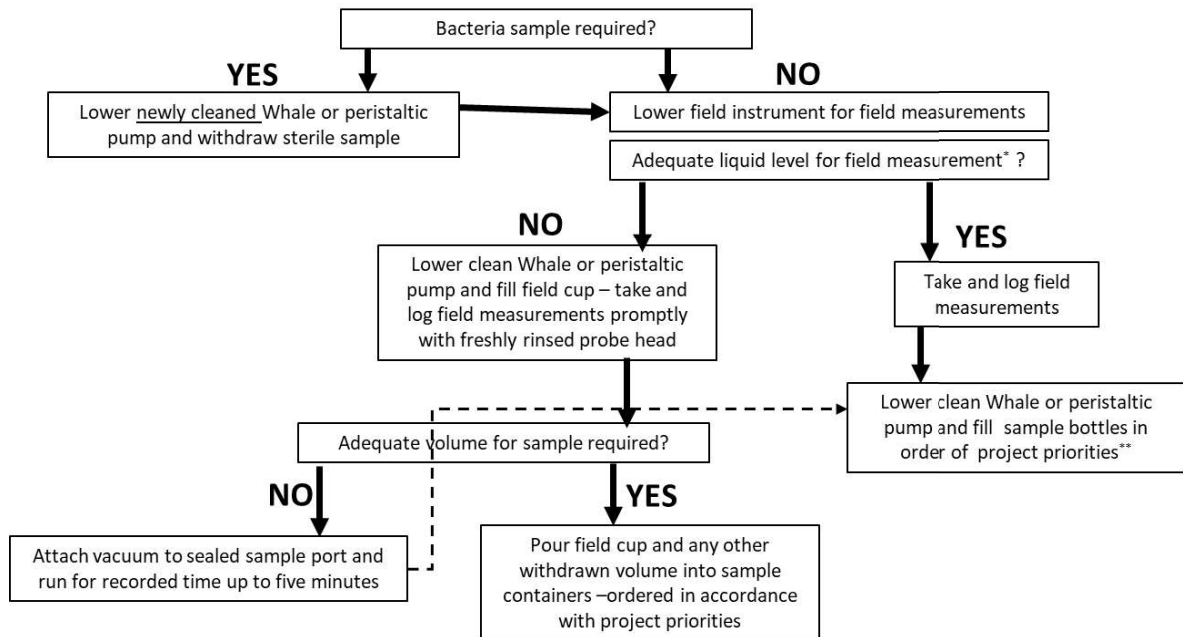 Bacteria sample required?
YES
NO
Lower newly cleaned Whale or peristaltic
pump and withdraw sterile sample
Lower field instrument for field measurements
Adequate liquid level for field measurement* ?
NO
YES
Lower clean Whale or peristaltic
pump and fill field cup – take and
log field measurements promptly
with freshly rinsed probe head
Take and log field
measurements
Lower clean Whale or peristaltic
pump and fill sample bottles in
order of project priorities**
Adequate volume for sample required?
NO
YES
Attach vacuum to sealed sample port and
run for recorded time up to five minutes
Pour field cup and any other
withdrawn volume into sample
containers –ordered in accordance
with project priorities